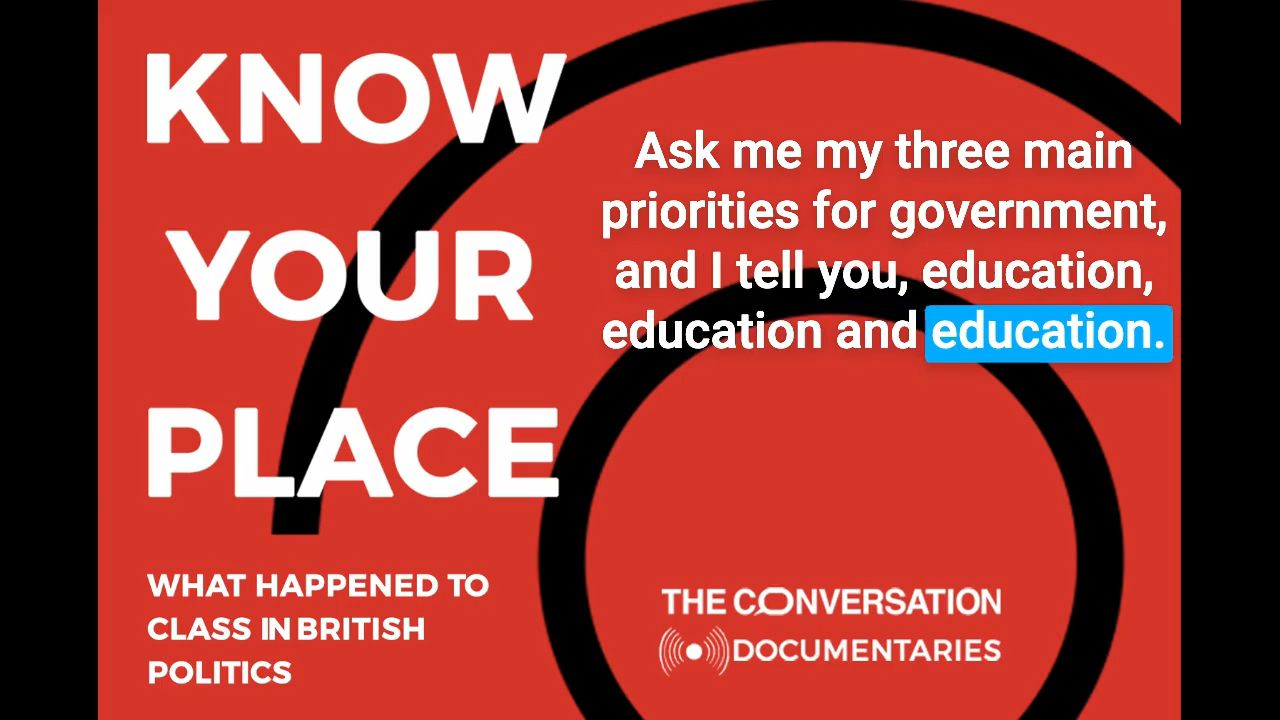 KNOW
YOUR
PLACE
WHAT HAPPENED TO
CLASS IN BRITISH
POLITICS
Ask me my three main
priorities for government,
and I tell you, education,
education and education.
THE CONVERSATION
DOCUMENTARIES